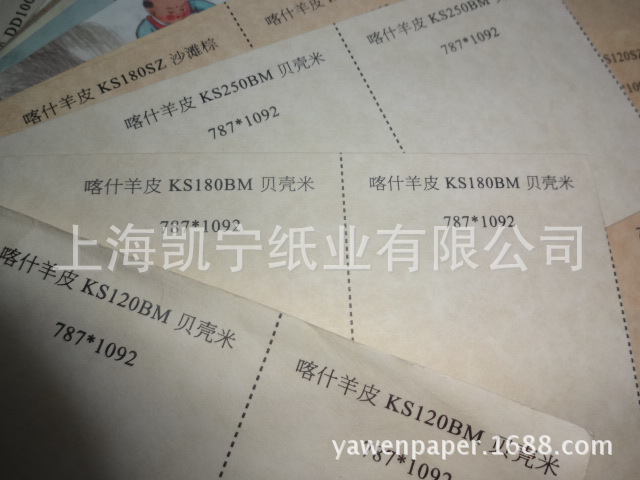 DD100
喀什羊皮 KS180SZ 沙滩棕
喀什羊皮 KS250BM 贝壳米
787*1092
喀什羊皮 KS250BM
787*1092
S120SZ
喀什羊皮 KS180BM 贝壳米
787*1092
喀什羊皮 KS180BM 贝壳米
787*1092
上海凯宁纸业有限公司
喀什羊皮 KS120BM 贝壳米
787*1092
喀什羊皮 KS120BM 贝壳米
787*1092
yawenpaper.1688.com